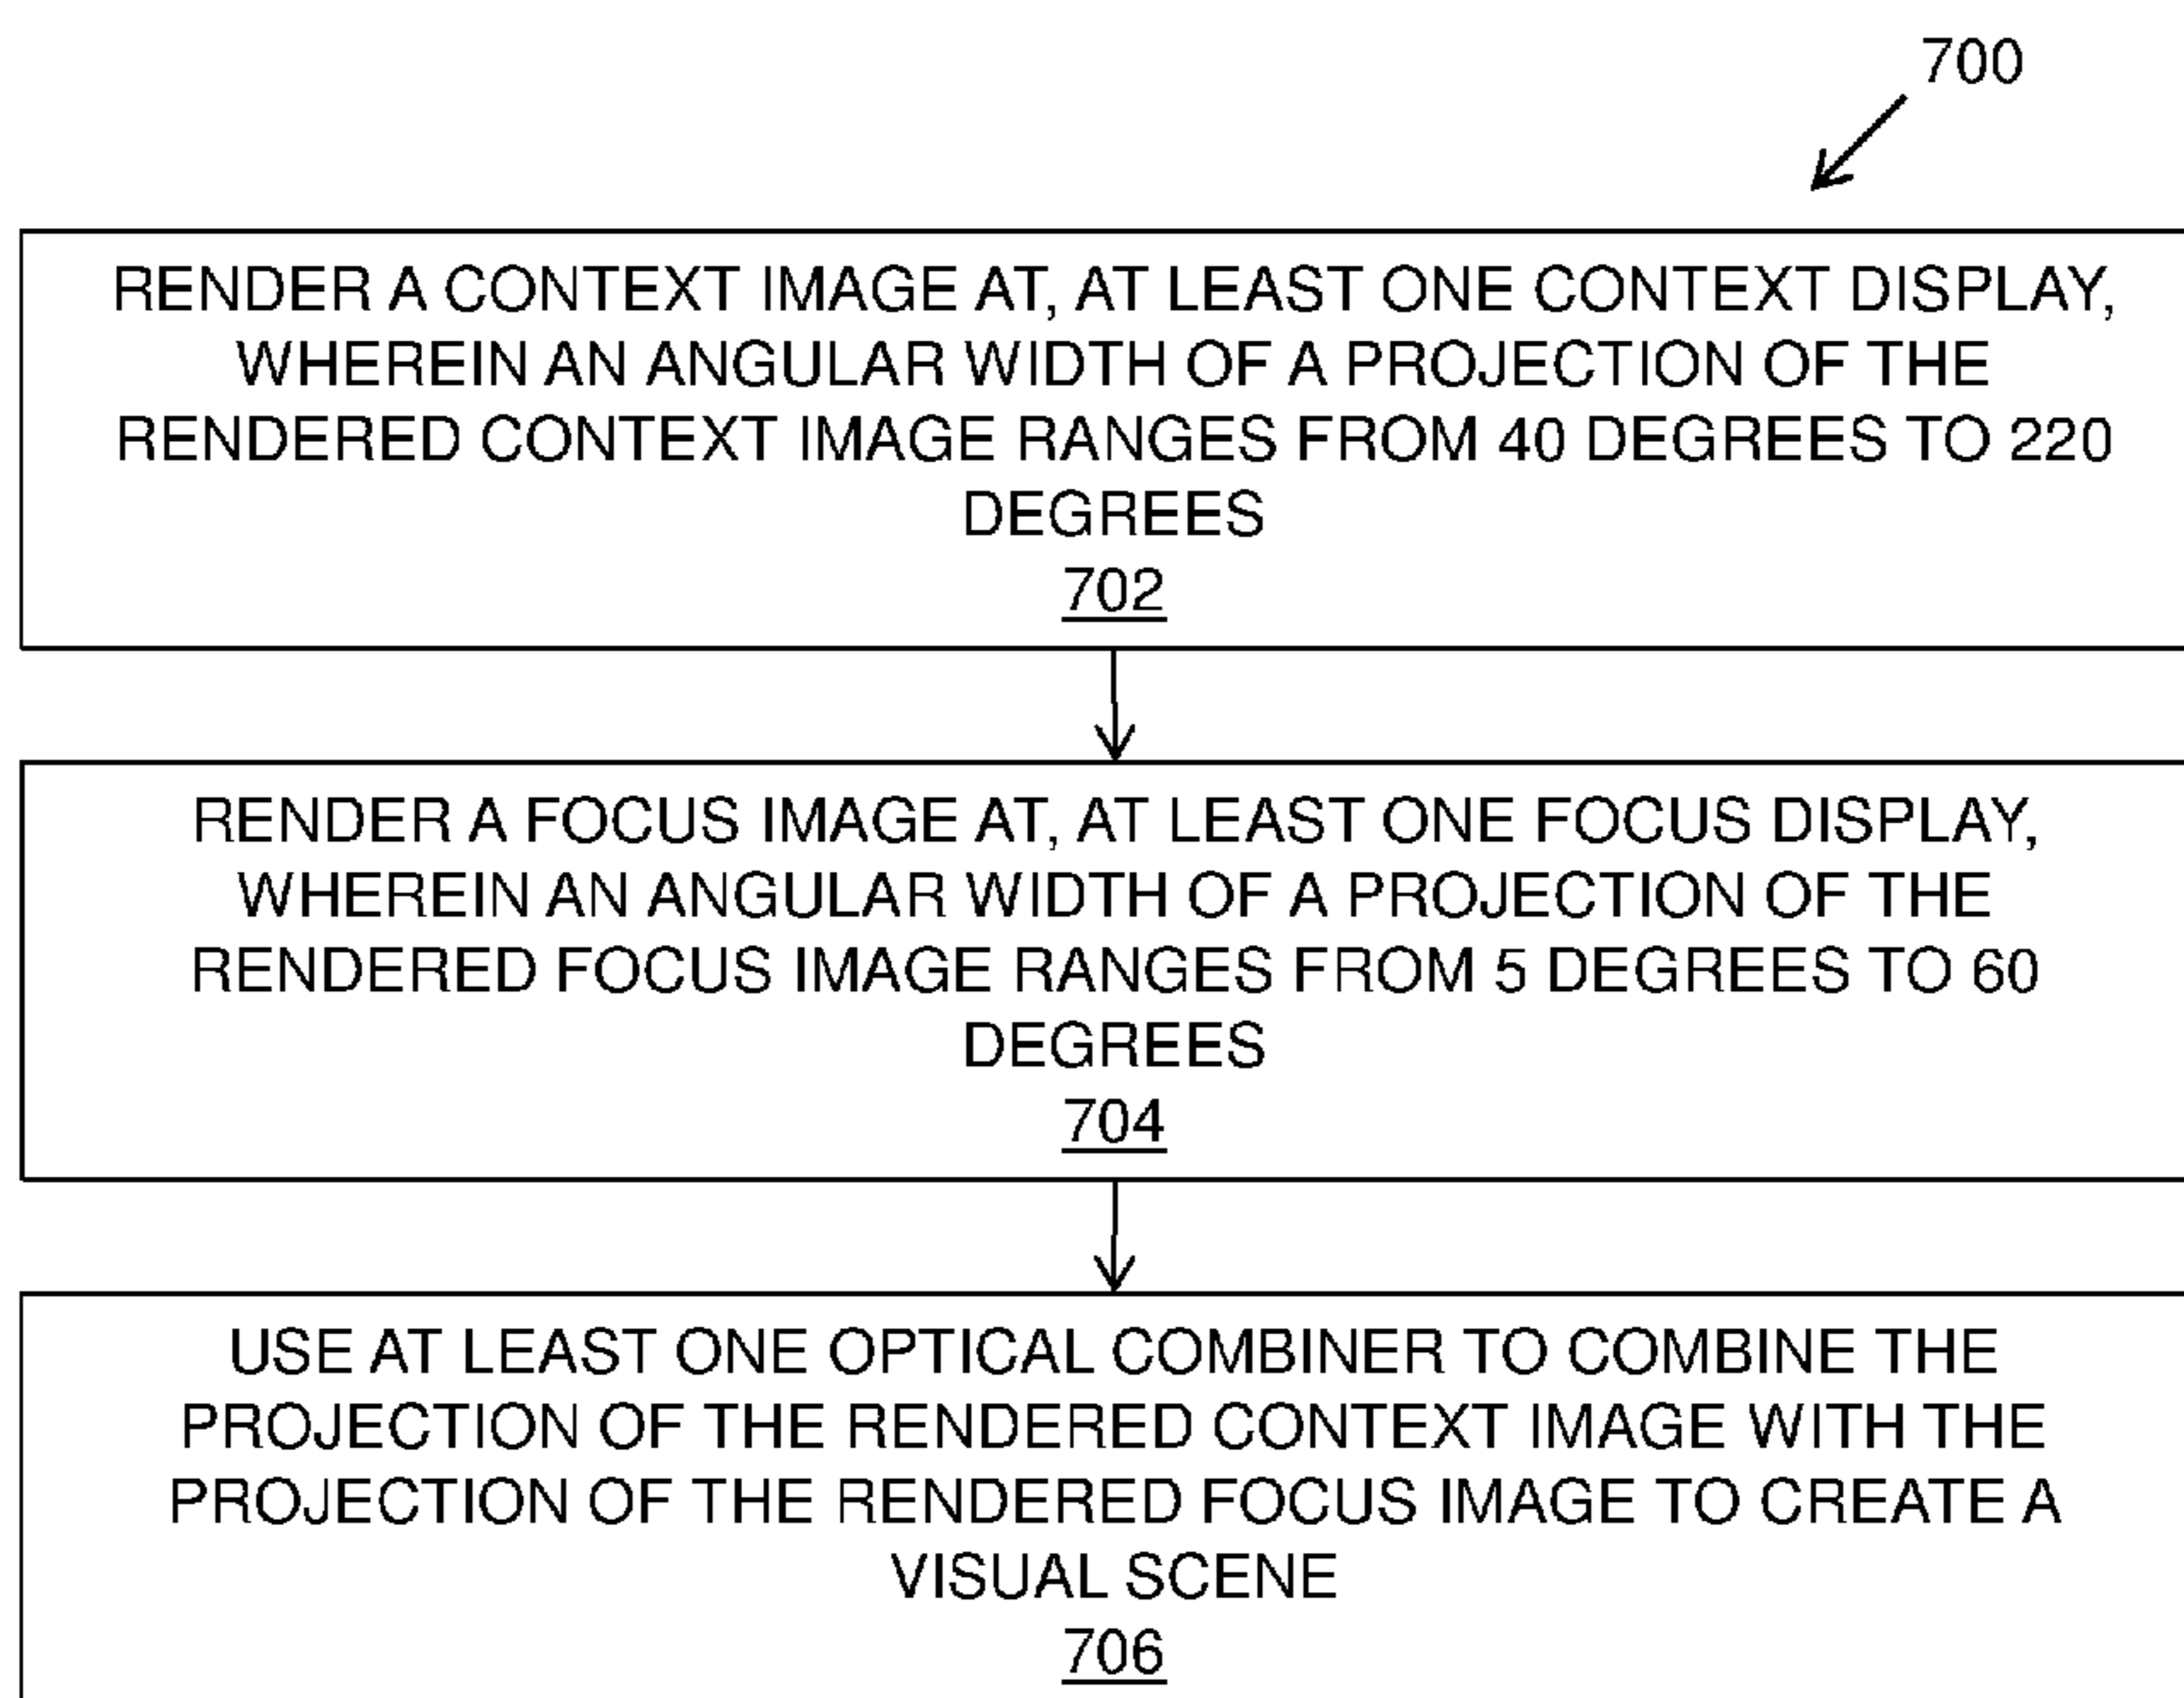 700
RENDER A CONTEXT IMAGE AT, AT LEAST ONE CONTEXT DISPLAY,
WHEREIN AN ANGULAR WIDTH OF A PROJECTION OF THE
RENDERED CONTEXT IMAGE RANGES FROM 40 DEGREES TO 220
DEGREES
702
RENDER A FOCUS IMAGE AT, AT LEAST ONE FOCUS DISPLAY,
WHEREIN AN ANGULAR WIDTH OF A PROJECTION OF THE
RENDERED FOCUS IMAGE RANGES FROM 5 DEGREES TO 60
DEGREES
704
USE AT LEAST ONE OPTICAL COMBINER TO COMBINE THE
PROJECTION OF THE RENDERED CONTEXT IMAGE WITH THE
PROJECTION OF THE RENDERED FOCUS IMAGE TO CREATE A
VISUAL SCENE
706